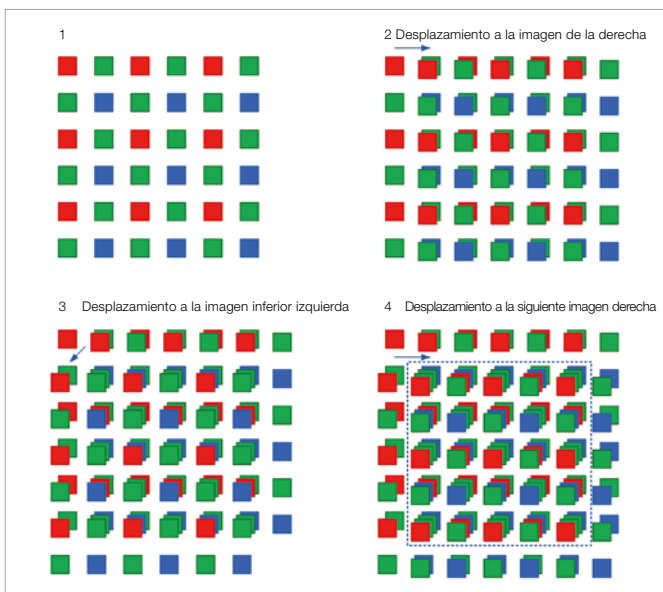 1
2 Desplazamiento a la imagen de la derecha
3 Desplazamiento a la imagen inferior izquierda
4 Desplazamiento a la siguiente imagen derecha